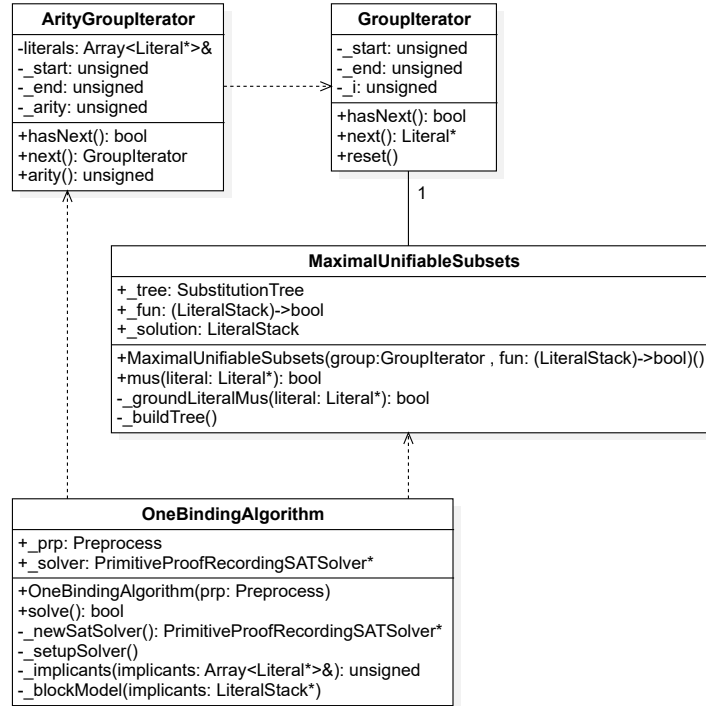 ArityGroupIterator
-literals: Array<Literal*>&
-_start: unsigned
-_end: unsigned
-_arity: unsigned
+hasNext(): bool
+next(): GroupIterator
+arity(): unsigned
GroupIterator
-_start: unsigned
-_end: unsigned
-_i: unsigned
+hasNext(): bool
+next(): Literal*
+reset()
1
MaximalUnifiableSubsets
+_tree: SubstitutionTree
+_fun: (LiteralStack)->bool
+_solution: LiteralStack
+MaximalUnifiableSubsets(group:GroupIterator , fun: (LiteralStack)->bool)()
+mus(literal: Literal*): bool
-_groundLiteralMus(literal: Literal*): bool
-_buildTree()
OneBindingAlgorithm
+_prp: Preprocess
+_solver: PrimitiveProofRecordingSATSolver*
+OneBindingAlgorithm(prp: Preprocess)
+solve(): bool
-_newSatSolver(): PrimitiveProofRecordingSATSolver*
-_setupSolver()
-_implicants(implicants: Array<Literal*>&): unsigned
-_blockModel(implicants: LiteralStack*)